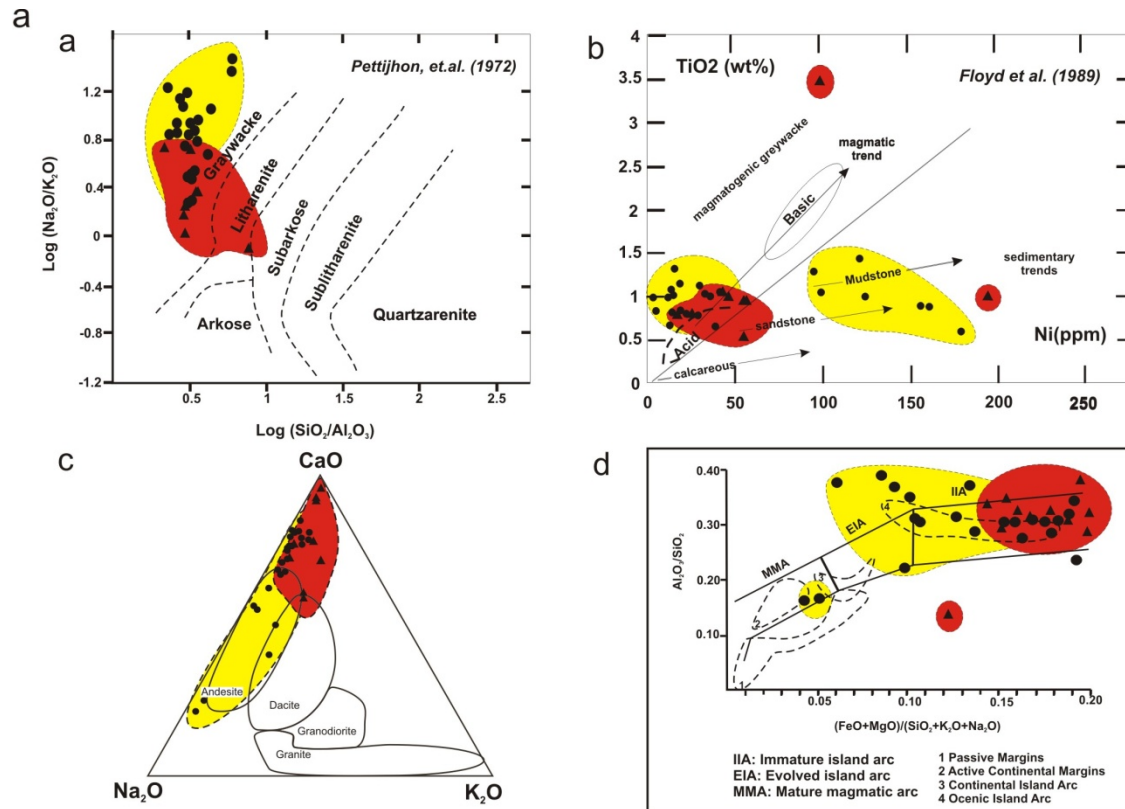 a
a
Pettijhon, et.al. (1972)
1.2
0.8
0.4
0
-0.4
-0.8
-1.2
Log (Na₂O/K₂O)
Graywacke
Litharenite
Subarkose
Sublitharenite
Arkose
Quartzarenite
0.5
1
1.5
2
2.5
Log (SiO₂/Al₂O₃)
b
TiO2 (wt%)
Floyd et al. (1989)
4
3.5
3
2.5
2
1.5
1
0.5
0
magmatogenic greywacke
magmatic
trend
Basic
Mudstone
sedimentary
trends
sandstone
Acid
calcareous
Ni(ppm)
0
50
100
150
200
250
c
CaO
Andesite
Dacite
Granodiorite
Granite
Na₂O
K₂O
d
Al₂O₃/SiO₂
0.40
0.30
0.20
0.10
0.00
IIA
EIA
MMA
4
3
2
1
0.05
0.10
0.15
0.20
(FeO+MgO)/(SiO₂+K₂O+Na₂O)
IIA: Immature island arc
EIA: Evolved island arc
MMA: Mature magmatic arc
1 Passive Margins
2 Active Continental Margins
3 Continental Island Arc
4 Ocenic Island Arc